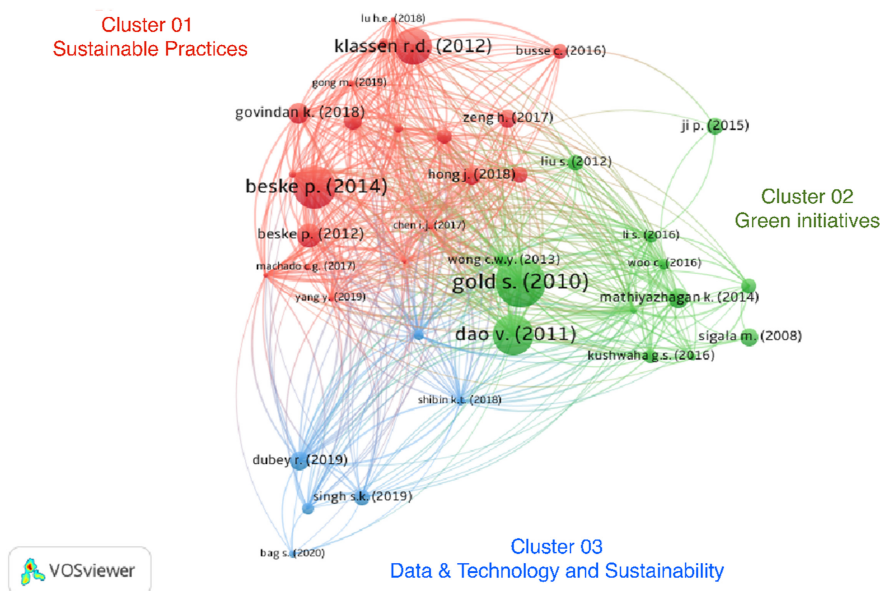 Cluster 01
Sustainable Practices
lu h.e. (2018)
klassen r.d. (2012)
busse c. (2016)
gong m. (2019)
govindan k. (2018)
zeng h. (2017)
ji p. (2015)
liu s. (2012)
hong j. (2018)
beske p. (2014)
Cluster 02
Green initiatives
chen r.j. (2017)
beske p. (2012)
li s. (2016)
wong c.w.y. (2013)
woo c. (2016)
machado c.g. (2017)
gold s. (2010)
yang y. (2019)
mathiyazhagan k. (2014)
dao v. (2011)
sigala m. (2008)
kushwaha g.s. (2016)
shibin k.t. (2018)
dubey r. (2019)
singh s.k. (2019)
bag s. (2020)
Cluster 03
Data & Technology and Sustainability
VOSviewer